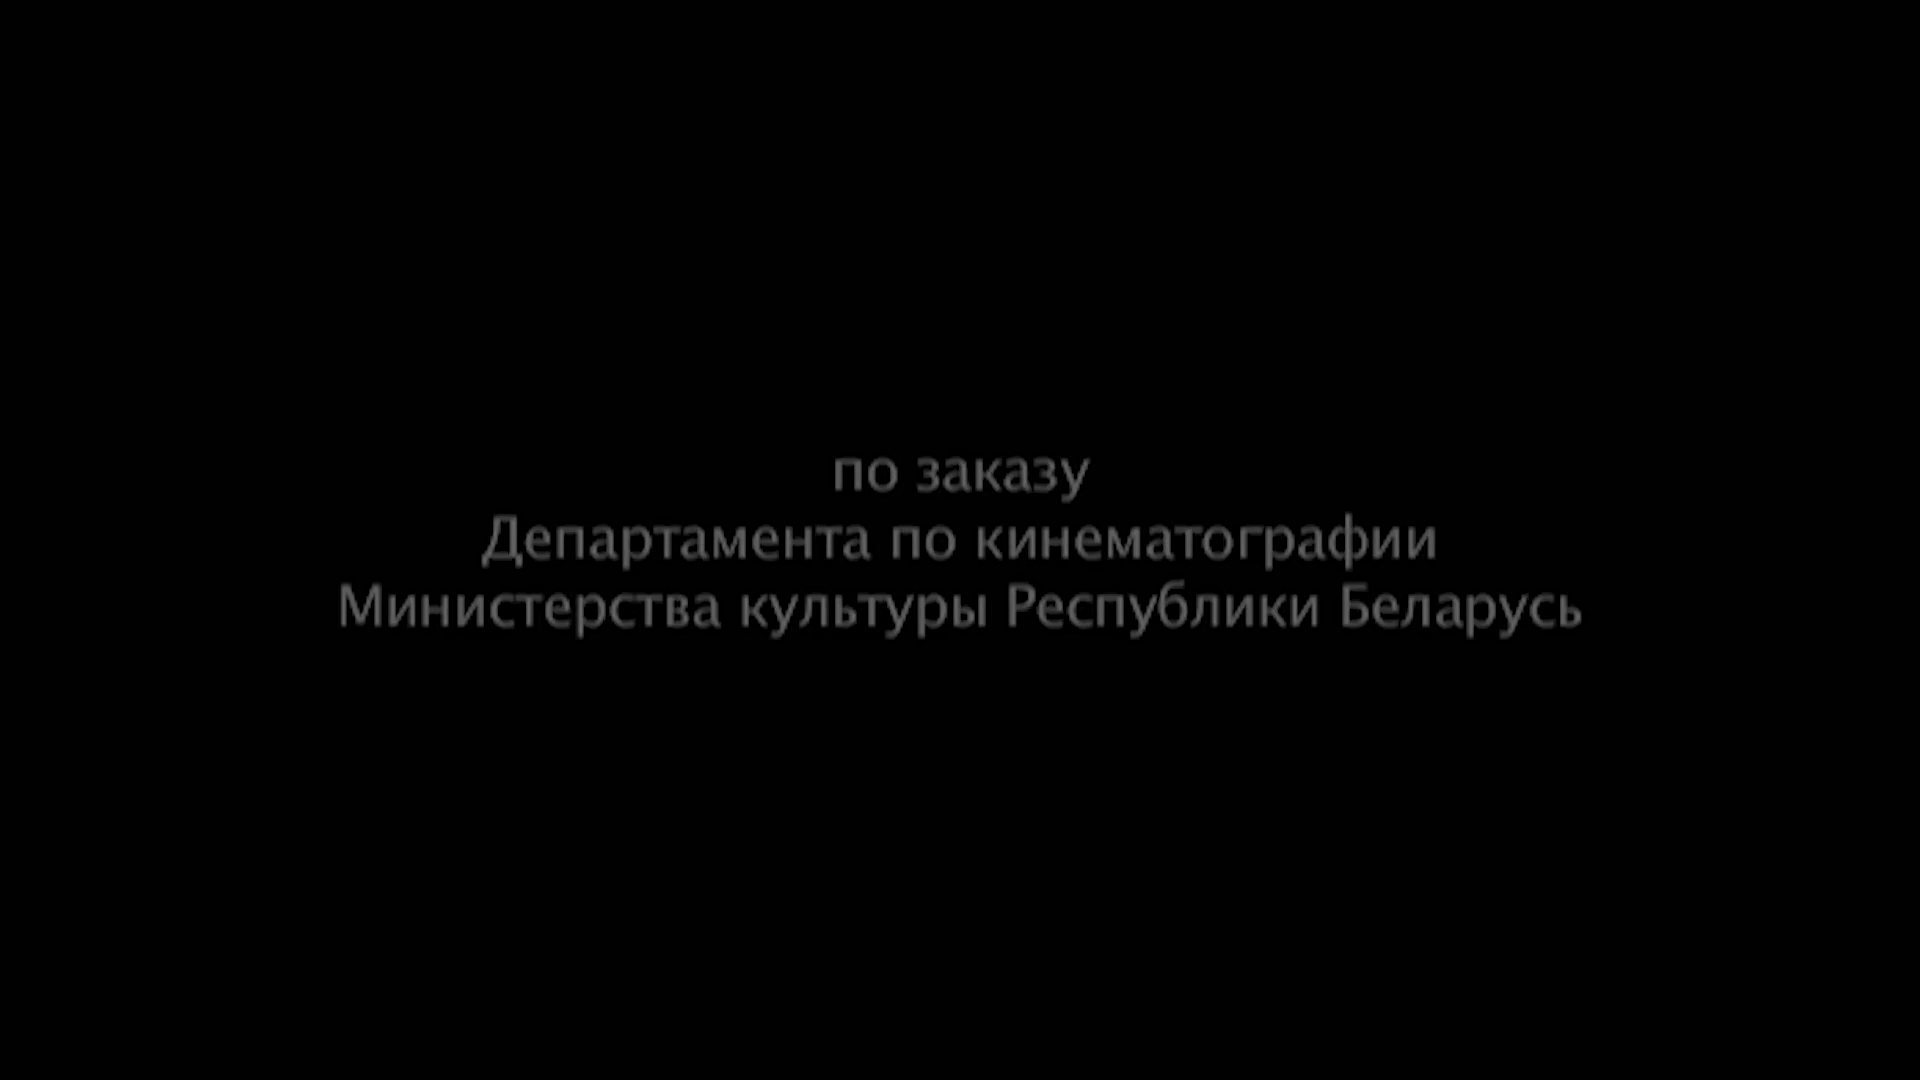 по заказу
Департамента по кинематографии
Министерства культуры Республики Беларусь